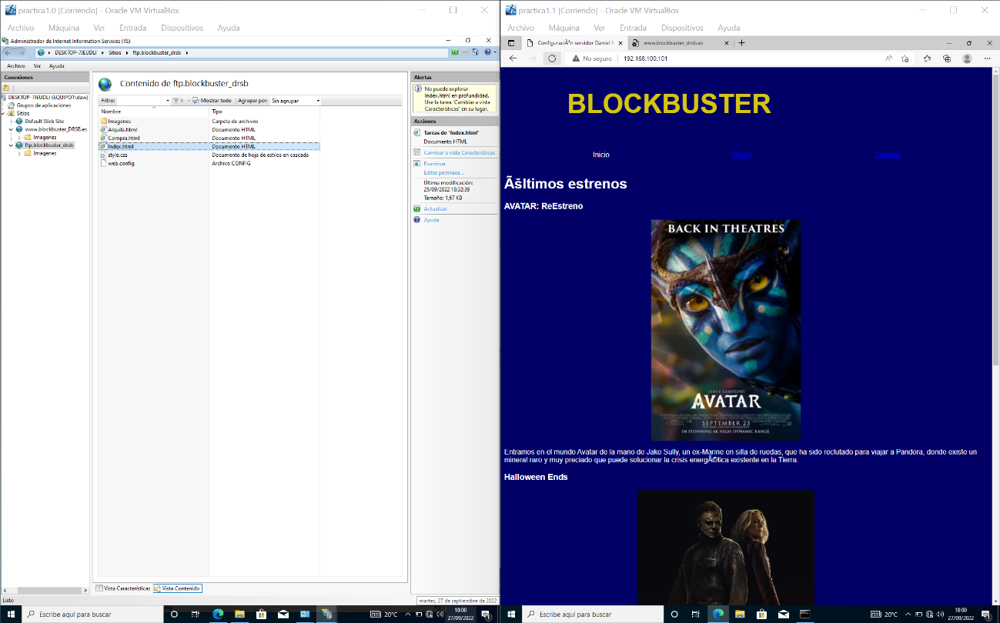 practica1.0 [Corriendo] - Oracle VM VirtualBox
Archivo Máquina Ver Entrada Dispositivos Ayuda
Administrador de Internet Information Services (IIS)
DESKTOP-7JEUDLI Sitios ftp.blockbuster_drsb
Archivo Ver Ayuda
Conexiones
DESKTOP-7JEUDLI (EQUIPO1\daw)
Grupos de aplicaciones
Sitios
Default Web Site
www.blockbuster_DRSB.es
Imagenes
ftp.blockbuster_drsb
Imagenes
Contenido de ftp.blockbuster_drsb
Filtro: Ir Mostrar todo Agrupar por: Sin agrupar
Nombre Tipo
Imagenes Carpeta de archivos
Alquila.html Documento HTML
Compra.html Documento HTML
Index.html Documento HTML
style.css Documento de hoja de estilos en cascada
web.config Archivo CONFIG
Vista Características Vista Contenido
Alertas
No puede explorar
Index.html en profundidad.
Use la tarea 'Cambiar a vista
Características' en su lugar.
Acciones
Tareas de 'Index.html'
Documento HTML
Cambiar a vista Características
Examinar
Editar permisos...
Última modificación:
25/09/2022 18:32:39
Tamaño: 1,67 KB
Actualizar
Ayuda
Listo
martes, 27 de septiembre de 2022
Escribe aquí para buscar
20°C
18:00
27/09/2022
practica1.1 [Corriendo] - Oracle VM VirtualBox
Archivo Máquina Ver Entrada Dispositivos Ayuda
ConfiguraciÃ³n servidor Daniel www.blockbuster_drsb.es
No seguro 192.168.100.101
BLOCKBUSTER
Inicio Alquiler Compra
Ãšltimos estrenos
AVATAR: ReEstreno
BACK IN THEATRES
JAMES CAMERON'S
AVATAR
SEPTEMBER 23
IN STUNNING 4K HIGH DYNAMIC RANGE
Entramos en el mundo Avatar de la mano de Jake Sully, un ex-Marine en silla de ruedas, que ha sido reclutado para viajar a Pandora, donde existe un
mineral raro y muy preciado que puede solucionar la crisis energÃ©tica existente en la Tierra.
Halloween Ends
Escribe aquí para buscar
20°C
18:00
27/09/2022